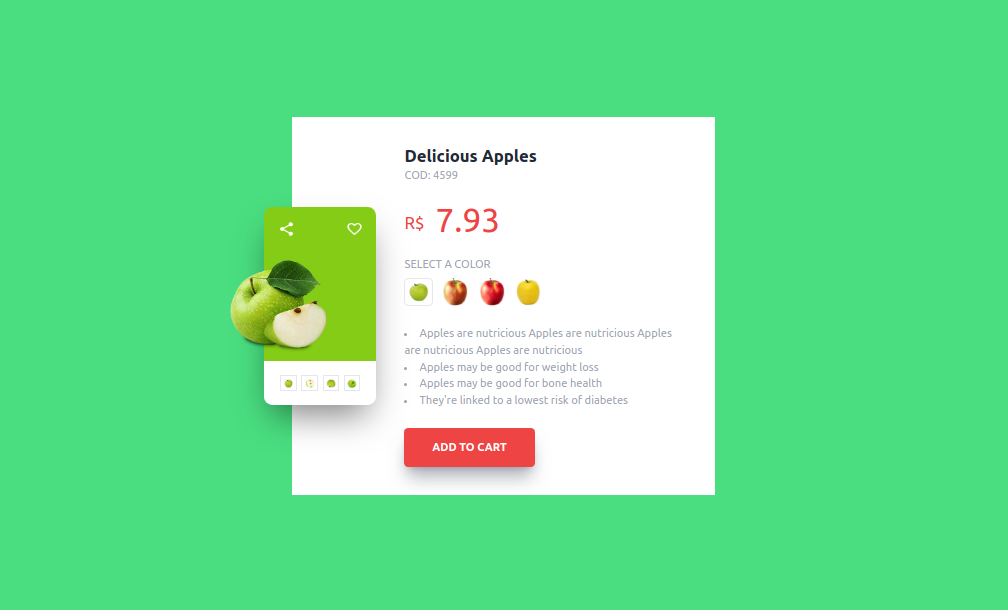 Delicious Apples
COD: 4599
R$ 7.93
SELECT A COLOR
• Apples are nutricious Apples are nutricious Apples
are nutricious Apples are nutricious
• Apples may be good for weight loss
• Apples may be good for bone health
• They're linked to a lowest risk of diabetes
ADD TO CART